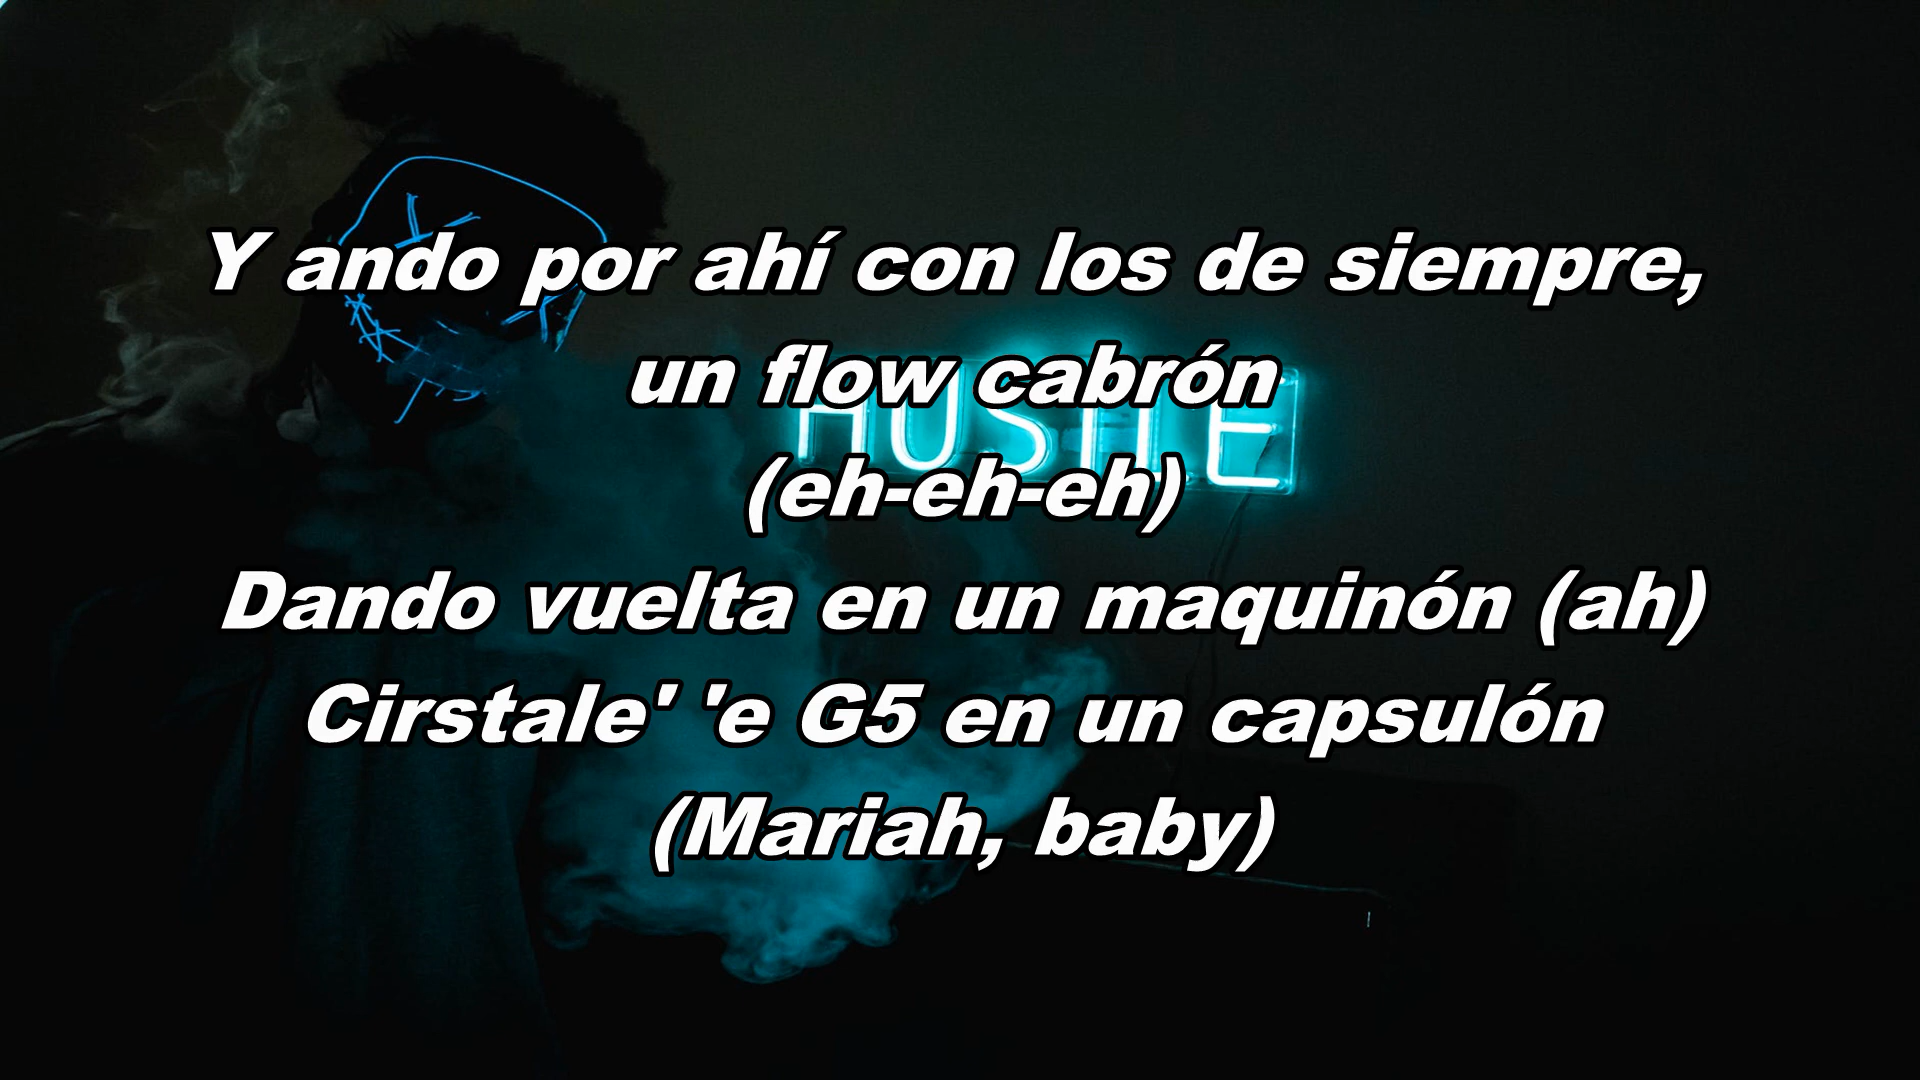 Y ando por ahí con los de siempre,
un flow cabrón
HUSTLE
(eh-eh-eh)
Dando vuelta en un maquinón (ah)
Cirstale' 'e G5 en un capsulón
(Mariah, baby)